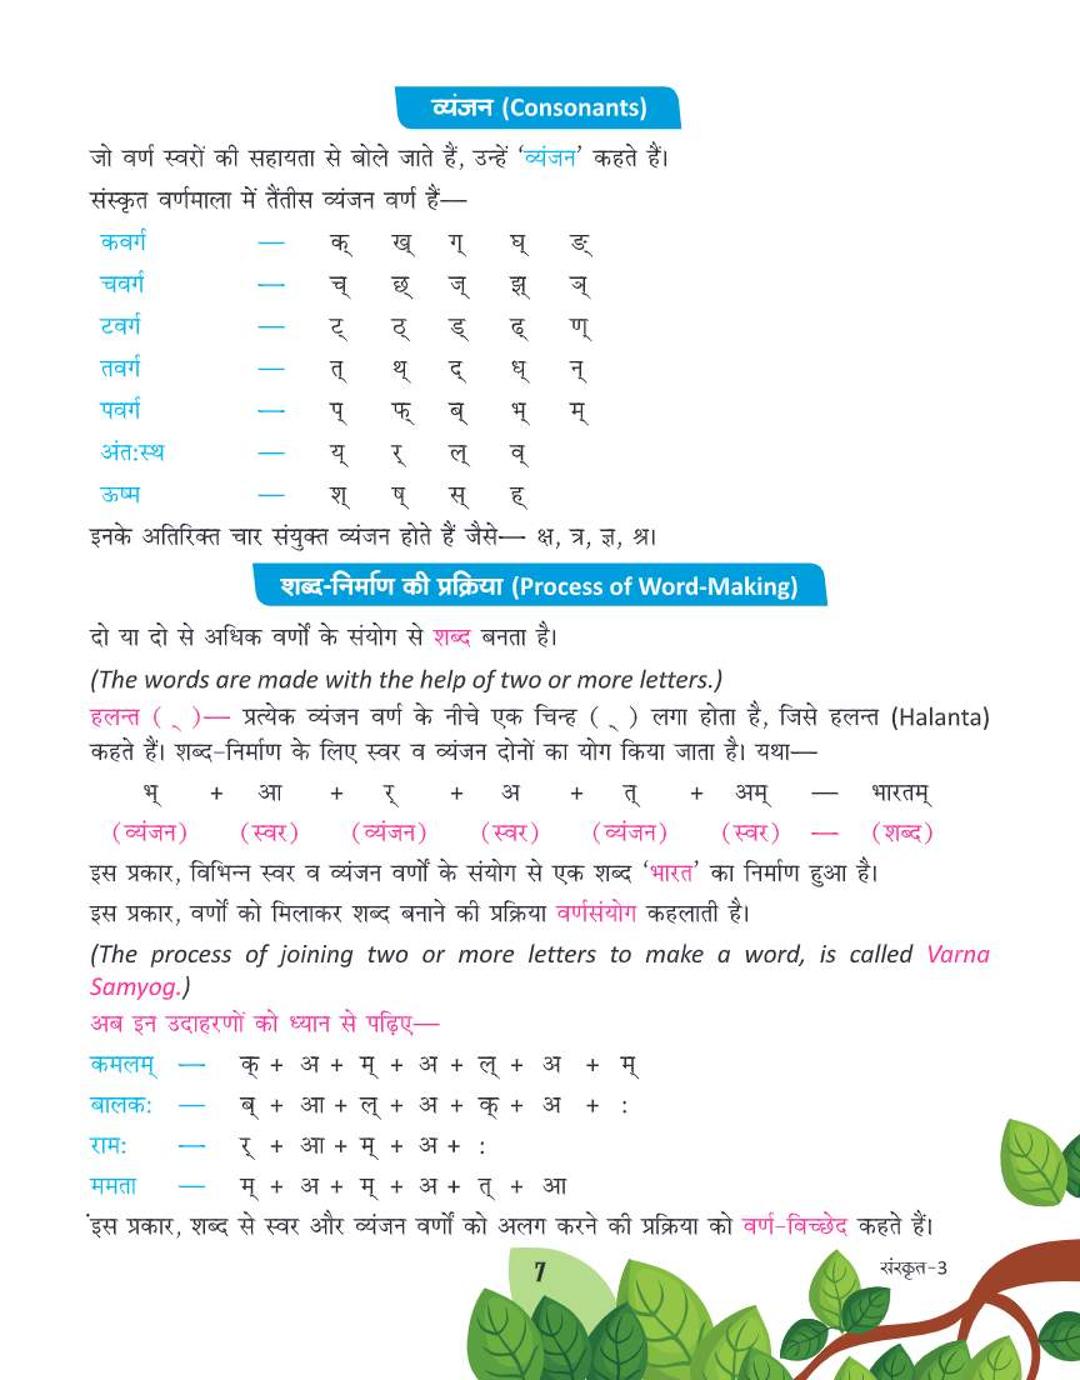 व्यंजन (Consonants)
जो वर्ण स्वरों की सहायता से बोले जाते हैं, उन्हें ‘व्यंजन’ कहते हैं।
संस्कृत वर्णमाला में तैंतीस व्यंजन वर्ण हैं—
कवर्ग — क् ख् ग् घ् ङ्
चवर्ग — च् छ् ज् झ् ञ्
टवर्ग — ट् ठ् ड् ढ् ण्
तवर्ग — त् थ् द् ध् न्
पवर्ग — प् फ् ब् भ् म्
अंत:स्थ — य् र् ल् व्
ऊष्म — श् ष् स् ह्
इनके अतिरिक्त चार संयुक्त व्यंजन होते हैं जैसे— क्ष, त्र, ज्ञ, श्र।
शब्द-निर्माण की प्रक्रिया (Process of Word-Making)
दो या दो से अधिक वर्णों के संयोग से शब्द बनता है।
(The words are made with the help of two or more letters.)
हलन्त ( ् )— प्रत्येक व्यंजन वर्ण के नीचे एक चिन्ह ( ् ) लगा होता है, जिसे हलन्त (Halanta)
कहते हैं। शब्द-निर्माण के लिए स्वर व व्यंजन दोनों का योग किया जाता है। यथा—
भ् + आ + र् + अ + त् + अम् — भारतम्
(व्यंजन) (स्वर) (व्यंजन) (स्वर) (व्यंजन) (स्वर) — (शब्द)
इस प्रकार, विभिन्न स्वर व व्यंजन वर्णों के संयोग से एक शब्द ‘भारत’ का निर्माण हुआ है।
इस प्रकार, वर्णों को मिलाकर शब्द बनाने की प्रक्रिया वर्णसंयोग कहलाती है।
(The process of joining two or more letters to make a word, is called Varna
Samyog.)
अब इन उदाहरणों को ध्यान से पढ़िए—
कमलम् — क् + अ + म् + अ + ल् + अ + म्
बालक: — ब् + आ + ल् + अ + क् + अ + :
राम: — र् + आ + म् + अ + :
ममता — म् + अ + म् + अ + त् + आ
इस प्रकार, शब्द से स्वर और व्यंजन वर्णों को अलग करने की प्रक्रिया को वर्ण-विच्छेद कहते हैं।
7
संस्कृत-3